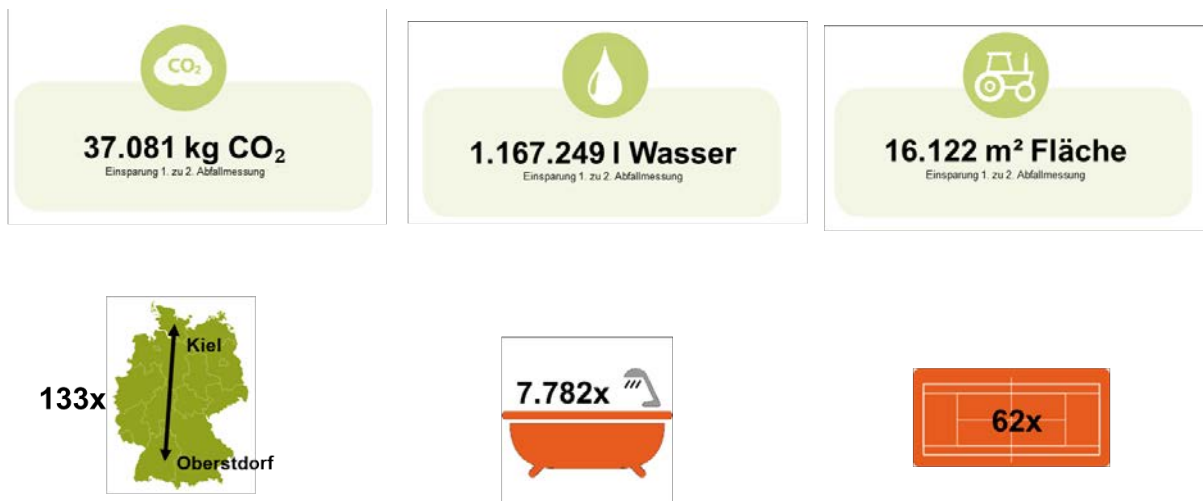 CO₂
37.081 kg CO₂
Einsparung 1. zu 2. Abfallmessung
1.167.249 l Wasser
Einsparung 1. zu 2. Abfallmessung
16.122 m² Fläche
Einsparung 1. zu 2. Abfallmessung
133x
Kiel
Oberstdorf
7.782x
62x